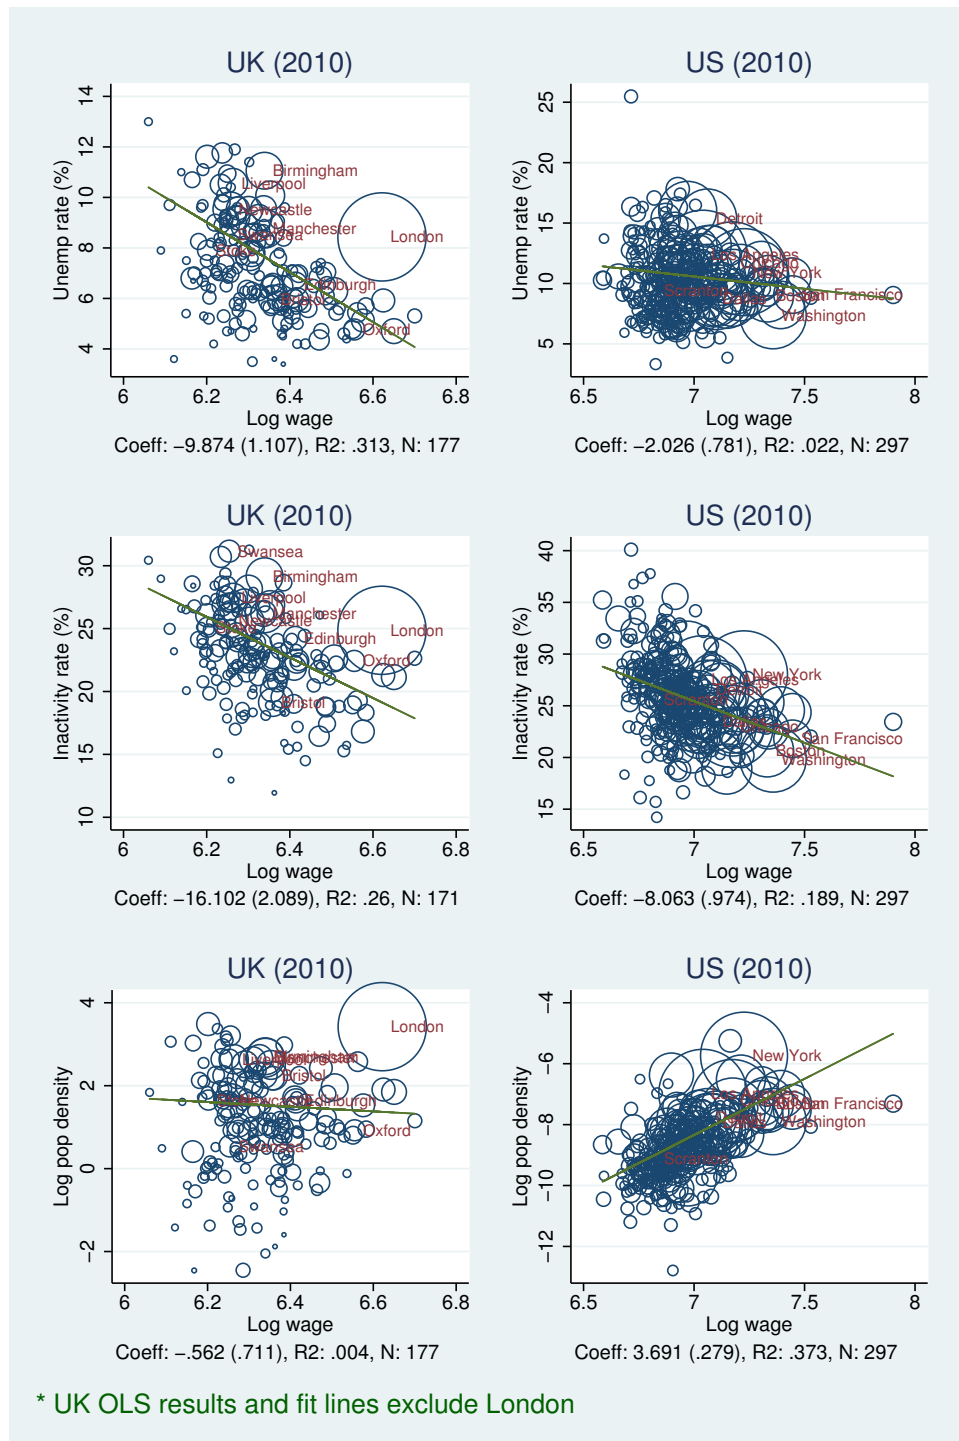 UK (2010)
US (2010)
Unemp rate (%)
14
12
10
8
6
4
Birmingham
Liverpool
Newcastle
Manchester
Swansea
London
Stoke
Edinburgh
Bristol
Oxford
6 6.2 6.4 6.6 6.8
Log wage
Coeff: −9.874 (1.107), R2: .313, N: 177
Unemp rate (%)
25
20
15
10
5
Detroit
Los Angeles
New York
Scranton
Dallas
Boston
San Francisco
Washington
6.5 7 7.5 8
Log wage
Coeff: −2.026 (.781), R2: .022, N: 297
UK (2010)
US (2010)
Inactivity rate (%)
30
25
20
15
10
Swansea
Birmingham
Liverpool
Manchester
Newcastle
Stoke
London
Edinburgh
Oxford
Bristol
6 6.2 6.4 6.6 6.8
Log wage
Coeff: −16.102 (2.089), R2: .26, N: 171
Inactivity rate (%)
40
35
30
25
20
15
New York
Los Angeles
Detroit
Scranton
San Francisco
Boston
Washington
6.5 7 7.5 8
Log wage
Coeff: −8.063 (.974), R2: .189, N: 297
UK (2010)
US (2010)
Log pop density
4
2
0
−2
London
Birmingham
Liverpool
Manchester
Bristol
Newcastle
Edinburgh
Oxford
Swansea
6 6.2 6.4 6.6 6.8
Log wage
Coeff: −.562 (.711), R2: .004, N: 177
Log pop density
−4
−6
−8
−10
−12
New York
Los Angeles
San Francisco
Washington
Scranton
6.5 7 7.5 8
Log wage
Coeff: 3.691 (.279), R2: .373, N: 297
* UK OLS results and fit lines exclude London